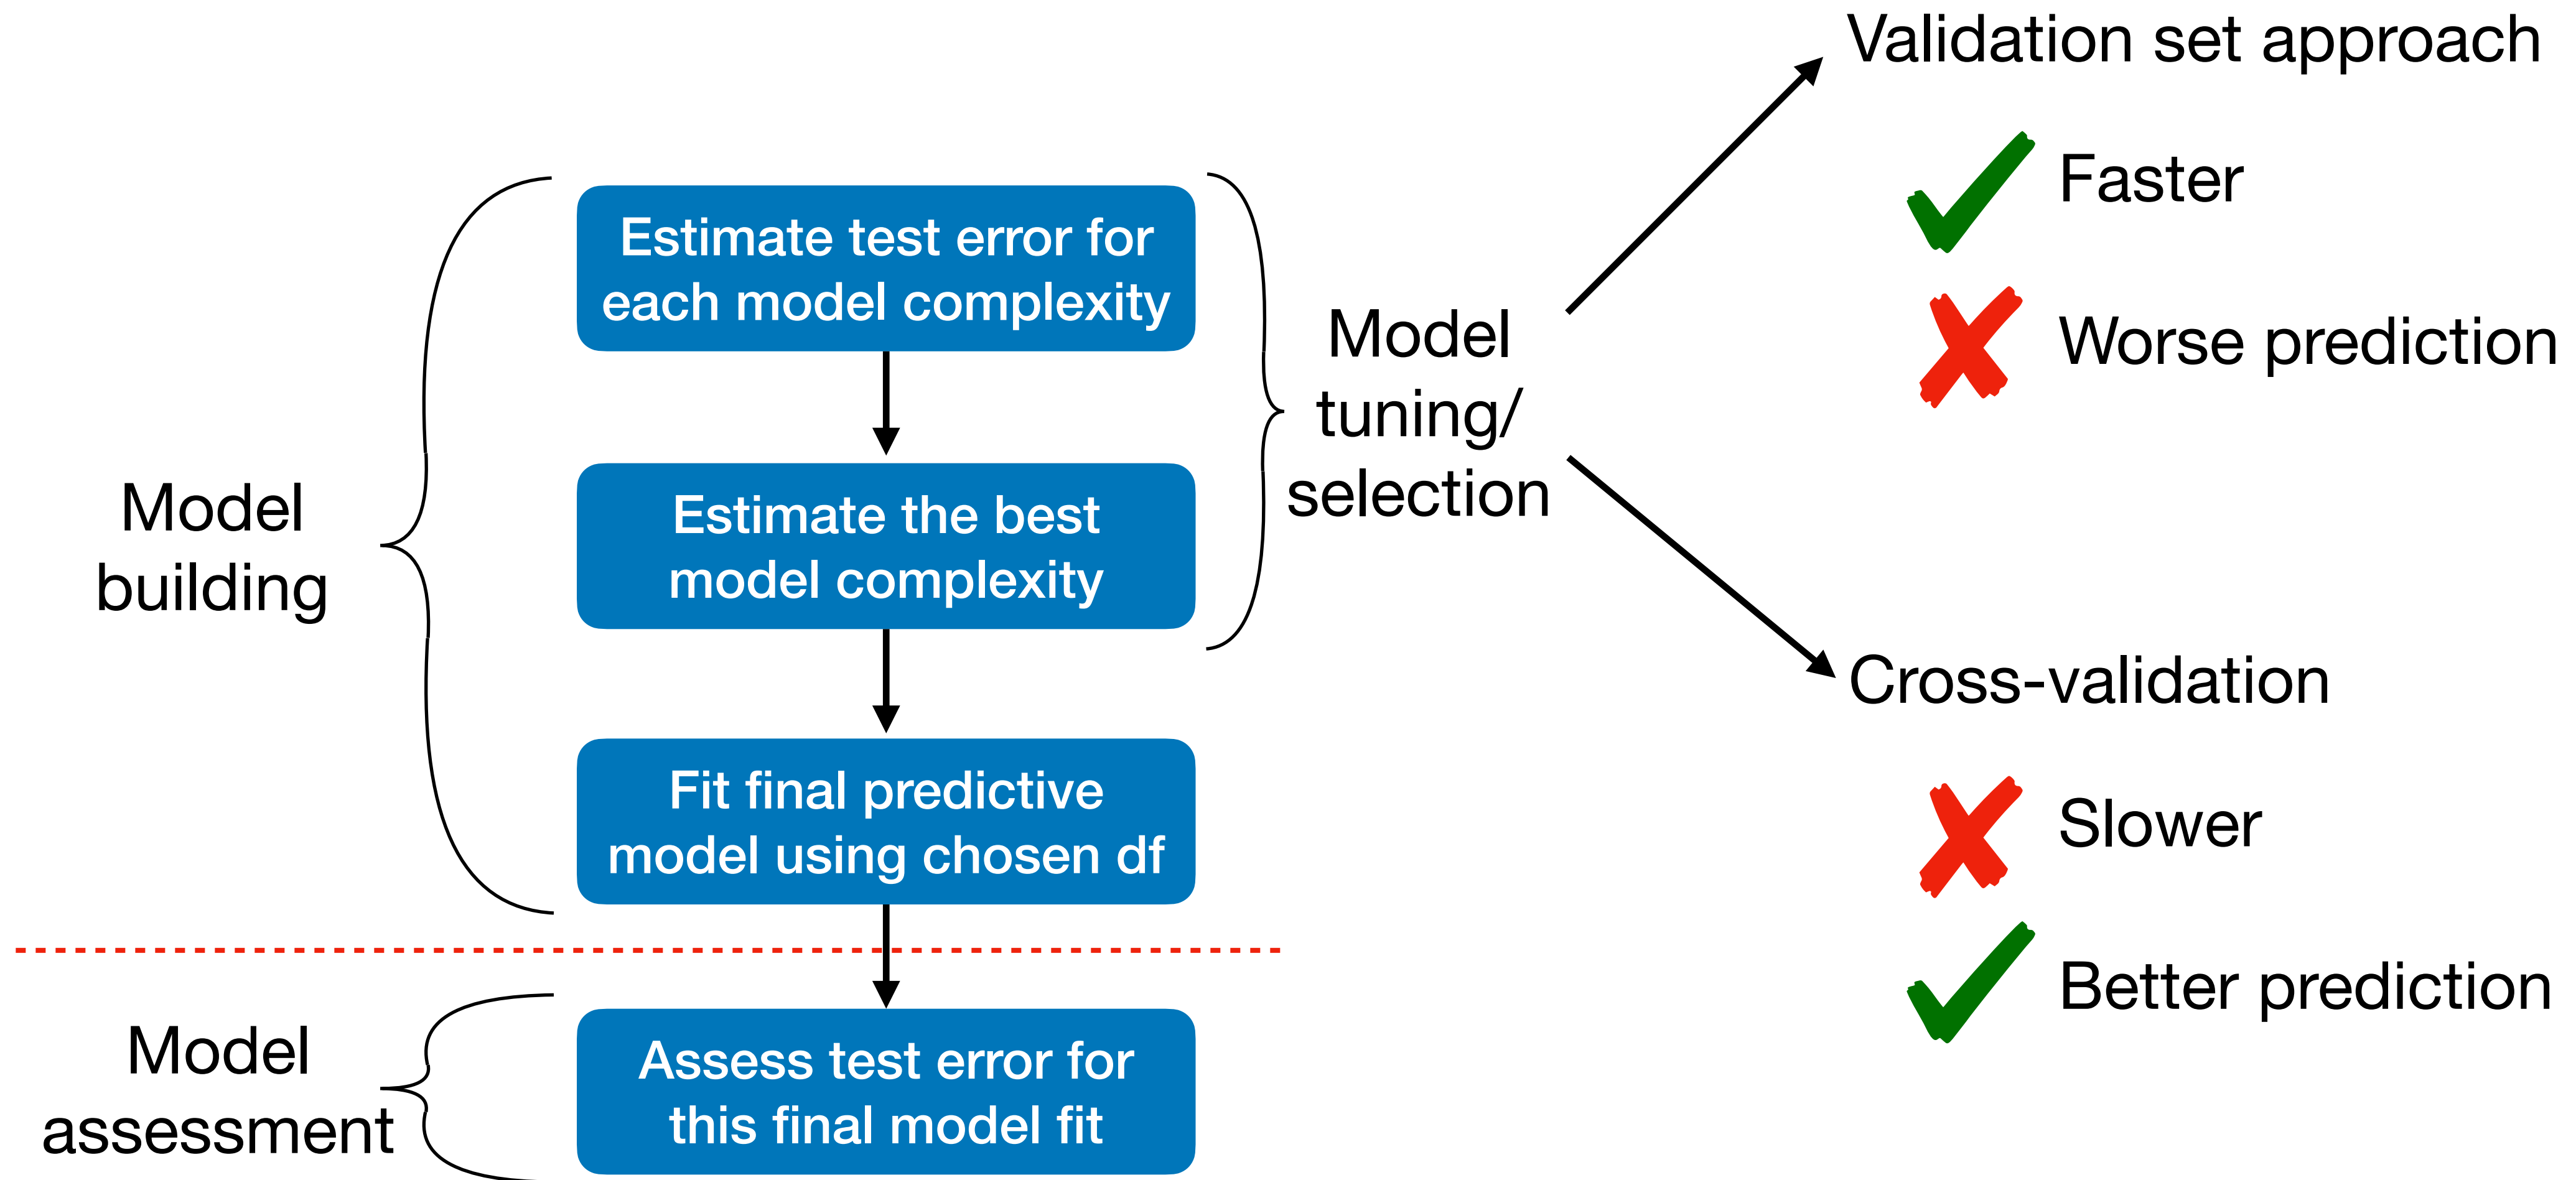 Model
building
Model
assessment
Estimate test error for
each model complexity
Estimate the best
model complexity
Fit final predictive
model using chosen df
Assess test error for
this final model fit
Model
tuning/
selection
Validation set approach
Faster
Worse prediction
Cross-validation
Slower
Better prediction